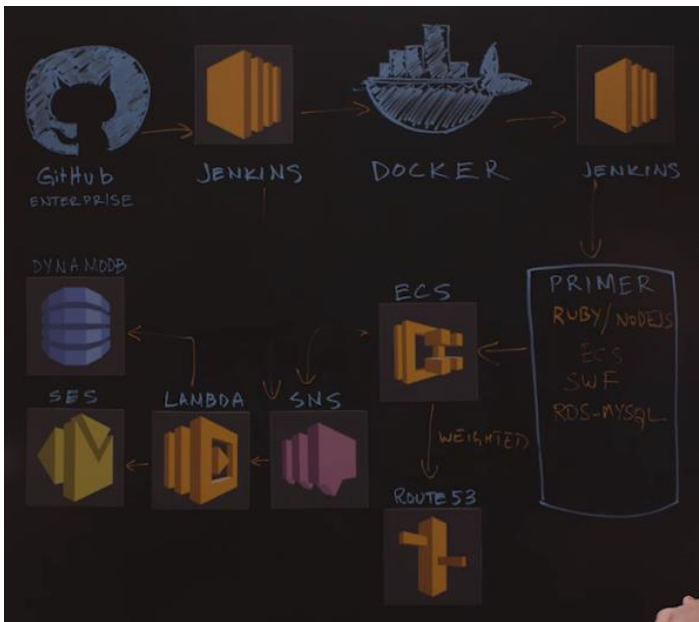 GitHub
ENTERPRISE
JENKINS
DOCKER
JENKINS
DYNAMODB
ECS
PRIMER
RUBY/NODEJS
ECS
SWF
RDS-MYSQL
SES
LAMBDA
SNS
WEIGHTED
ROUTE 53